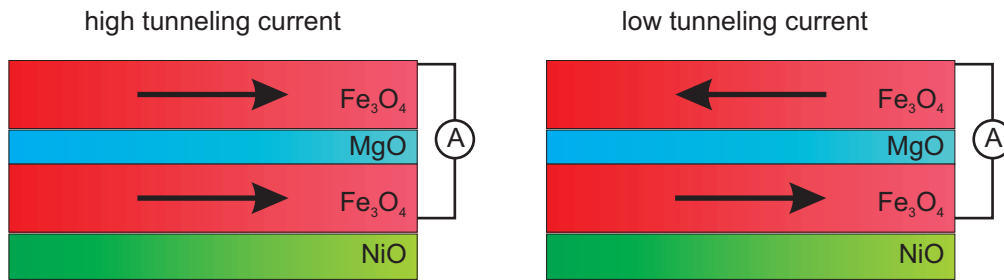 high tunneling current
Fe₃O₄
MgO
Fe₃O₄
NiO
A
low tunneling current
Fe₃O₄
MgO
Fe₃O₄
NiO
A